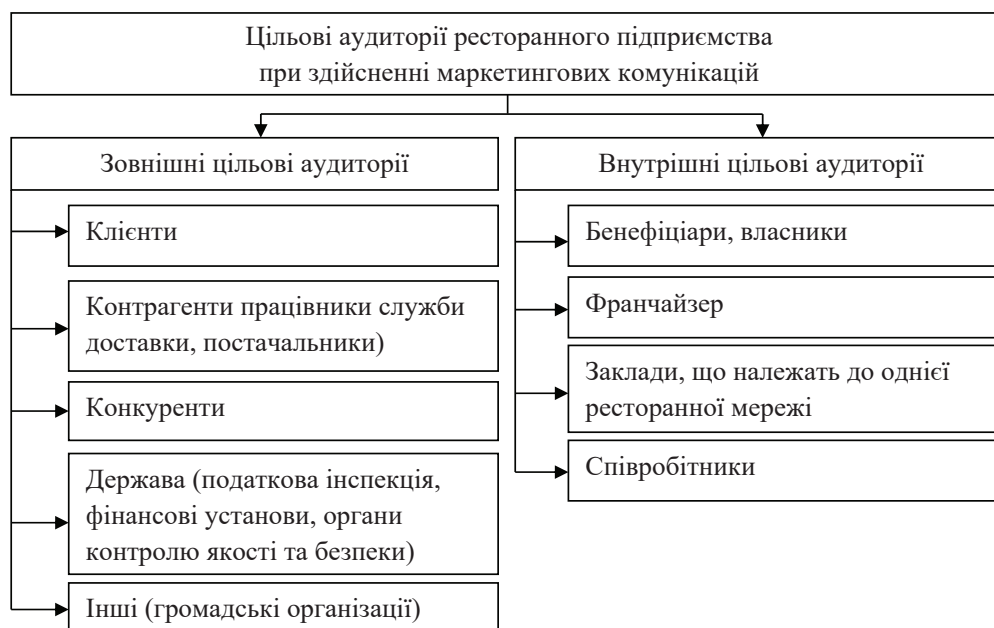 Цільові аудиторії ресторанного підприємства
при здійсненні маркетингових комунікацій
Зовнішні цільові аудиторії
Клієнти
Контрагенти працівники служби
доставки, постачальники)
Конкуренти
Держава (податкова інспекція,
фінансові установи, органи
контролю якості та безпеки)
Інші (громадські організації)
Внутрішні цільові аудиторії
Бенефіціари, власники
Франчайзер
Заклади, що належать до однієї
ресторанної мережі
Співробітники